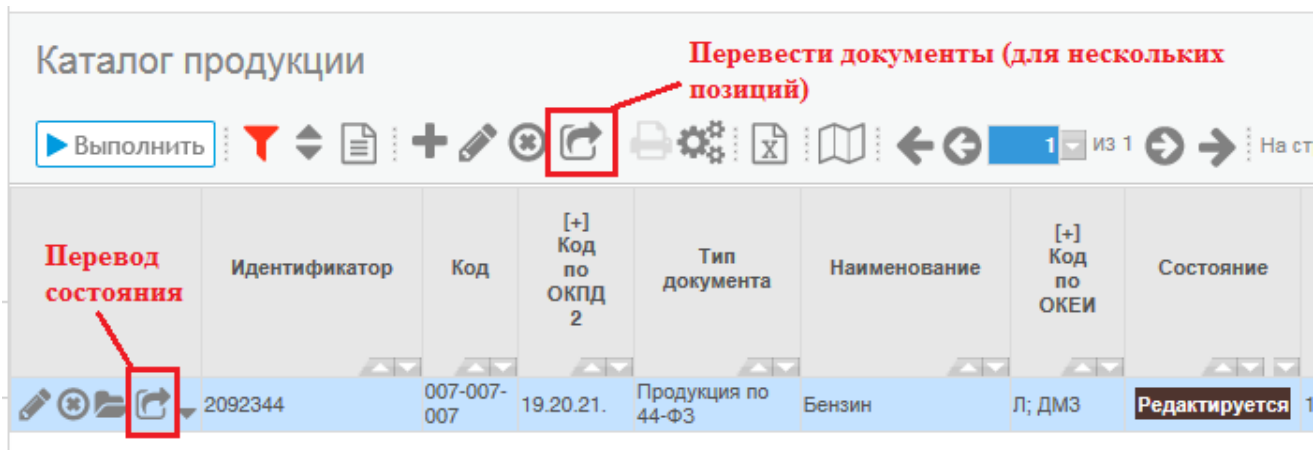 Каталог продукции
Перевести документы (для нескольких
позиций)
Выполнить
X
1 из 1
На ст
Перевод
состояния
Идентификатор
Код
[+]
Код
по
ОКПД
2
Тип
документа
Наименование
[+]
Код
по
ОКЕИ
Состояние
2092344
007-007-
007
19.20.21.
Продукция по
44-ФЗ
Бензин
Л; ДМ3
Редактируется
1